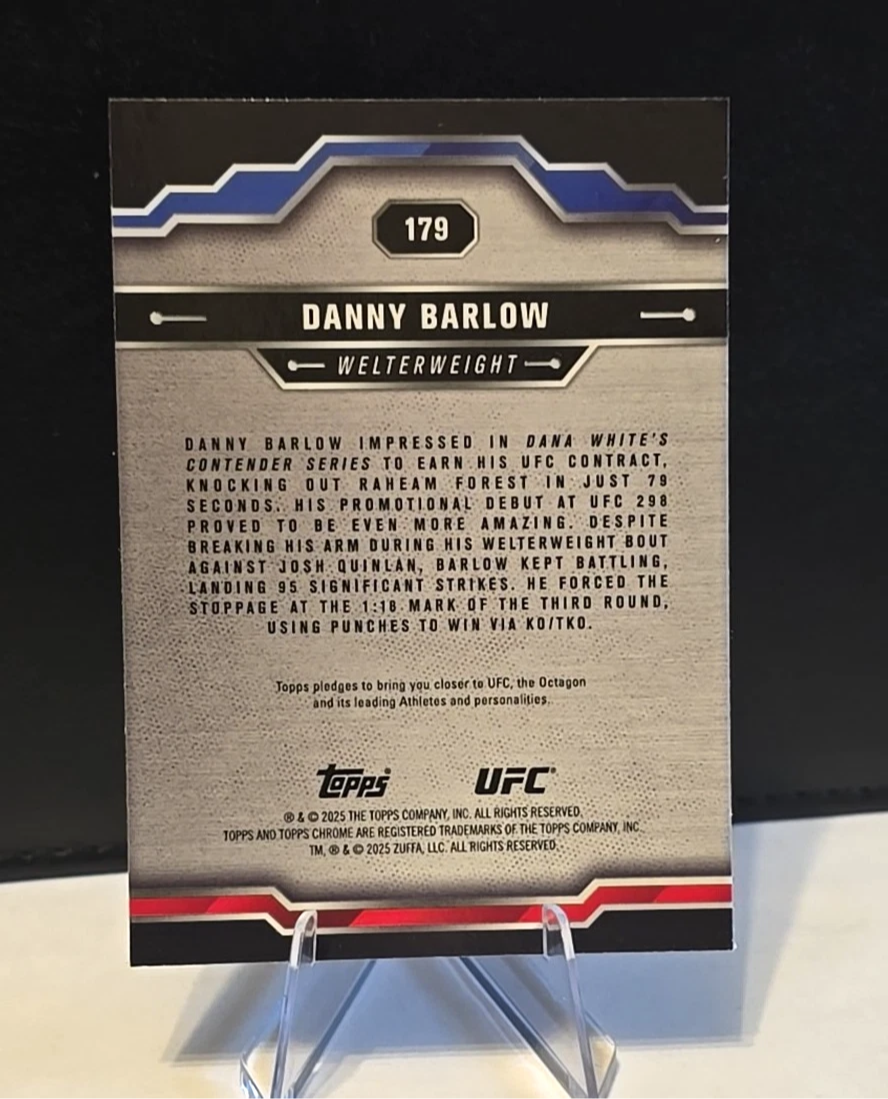 179
DANNY BARLOW
WELTERWEIGHT
DANNY BARLOW IMPRESSED IN DANA WHITE'S
CONTENDER SERIES TO EARN HIS UFC CONTRACT,
KNOCKING OUT RAHEAM FOREST IN JUST 79
SECONDS. HIS PROMOTIONAL DEBUT AT UFC 298
PROVED TO BE EVEN MORE AMAZING. DESPITE
BREAKING HIS ARM DURING HIS WELTERWEIGHT BOUT
AGAINST JOSH QUINLAN, BARLOW KEPT BATTLING,
LANDING 95 SIGNIFICANT STRIKES. HE FORCED THE
STOPPAGE AT THE 1:18 MARK OF THE THIRD ROUND,
USING PUNCHES TO WIN VIA KO/TKO.
Topps pledges to bring you closer to UFC, the Octagon
and its leading Athletes and personalities.
Topps® UFC®
® & © 2025 THE TOPPS COMPANY, INC. ALL RIGHTS RESERVED.
TOPPS AND TOPPS CHROME ARE REGISTERED TRADEMARKS OF THE TOPPS COMPANY, INC.
TM, ® & © 2025 ZUFFA, LLC. ALL RIGHTS RESERVED.